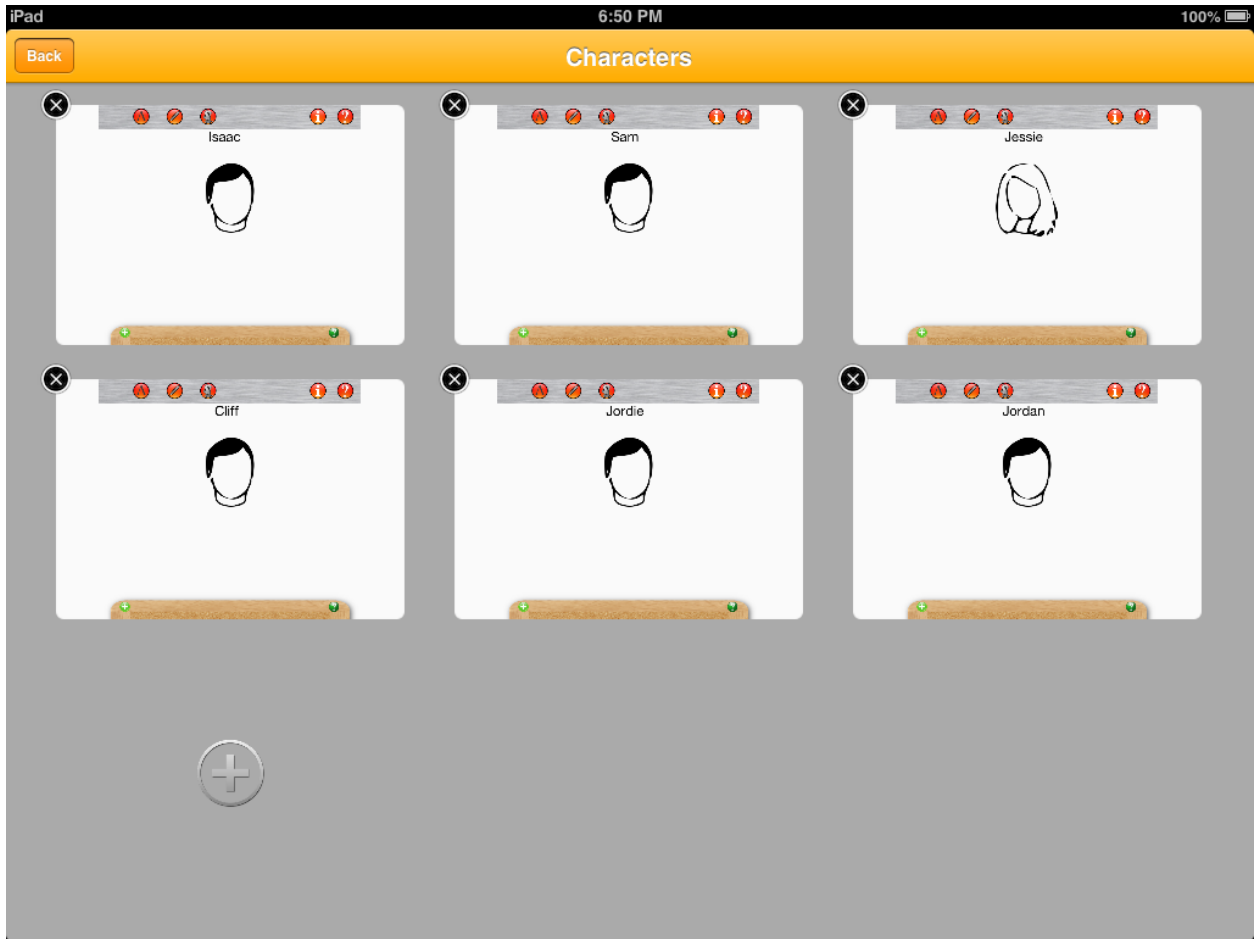 iPad 6:50 PM 100%
Back Characters
Isaac Sam Jessie
Cliff Jordie Jordan